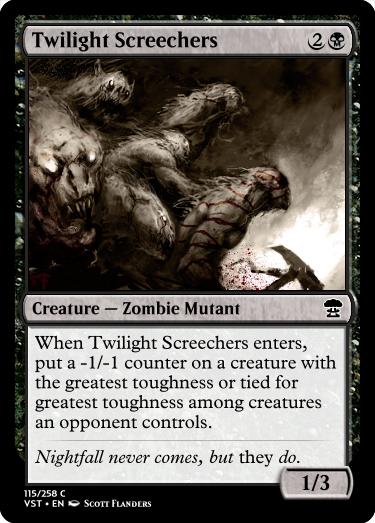 Twilight Screechers 2
Creature — Zombie Mutant
When Twilight Screechers enters,
put a -1/-1 counter on a creature with
the greatest toughness or tied for
greatest toughness among creatures
an opponent controls.
Nightfall never comes, but they do.
1/3
115/258 C
VST • EN Scott Flanders